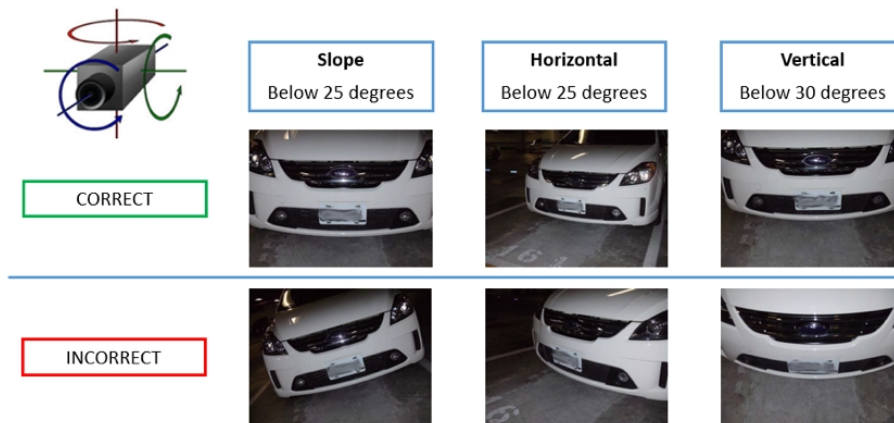 Slope
Below 25 degrees
Horizontal
Below 25 degrees
Vertical
Below 30 degrees
CORRECT
INCORRECT